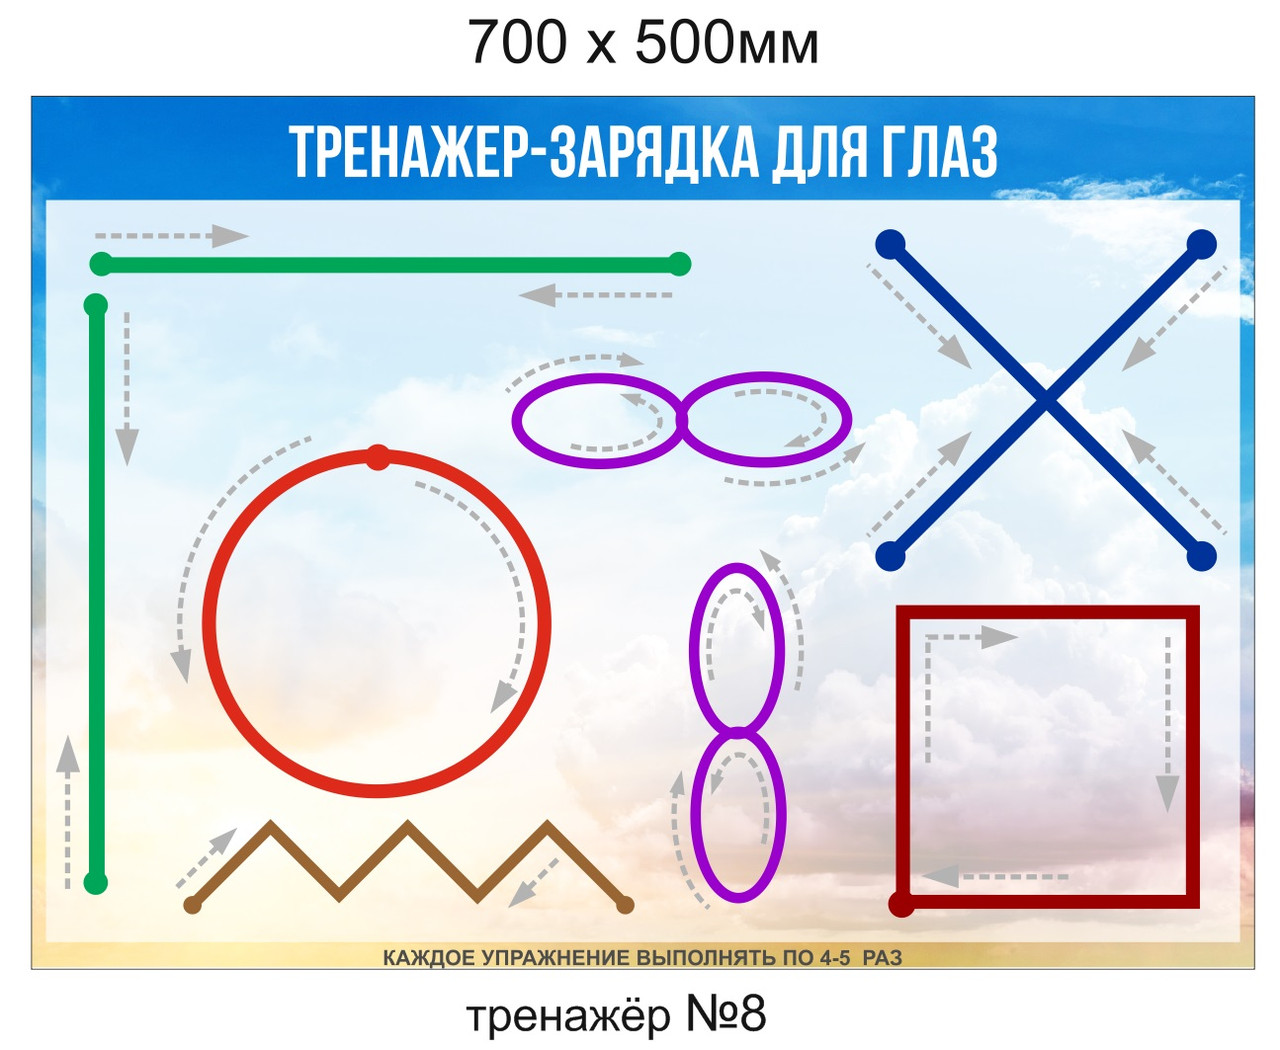 700 х 500мм
ТРЕНАЖЕР-ЗАРЯДКА ДЛЯ ГЛАЗ
КАЖДОЕ УПРАЖНЕНИЕ ВЫПОЛНЯТЬ ПО 4-5 РАЗ
тренажёр №8